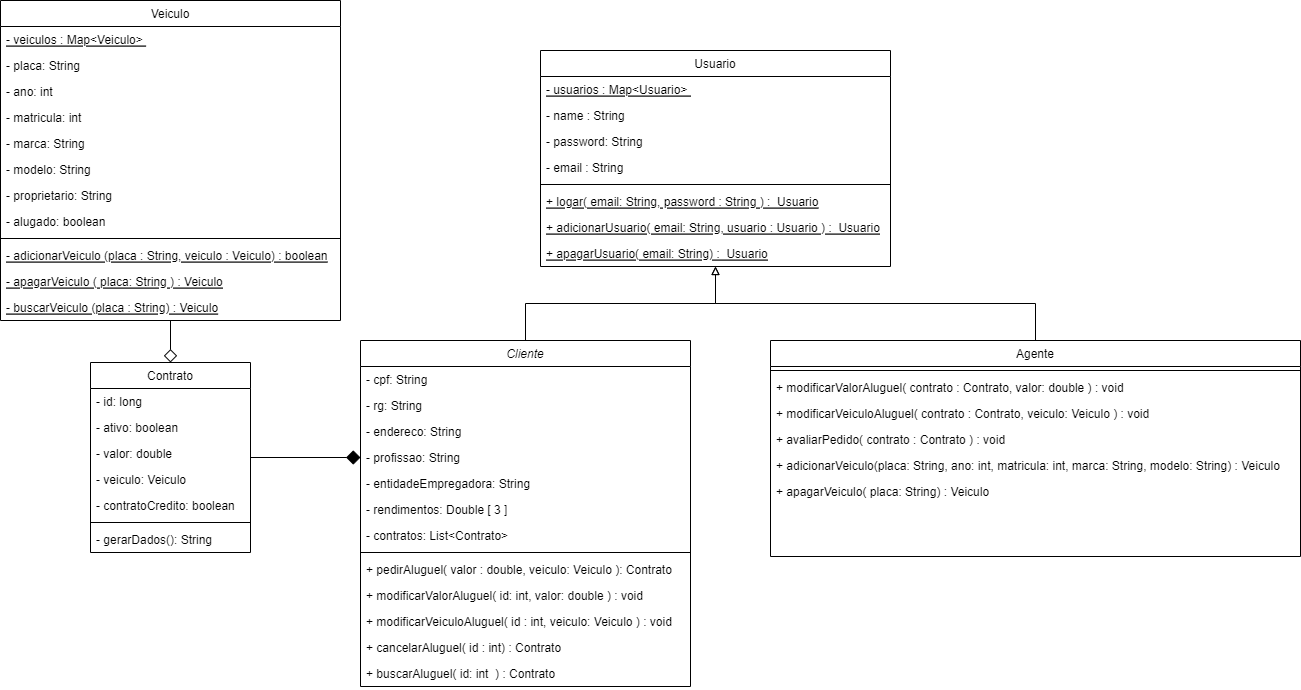 Veiculo
- veiculos : Map<Veiculo>
- placa: String
- ano: int
- matricula: int
- marca: String
- modelo: String
- proprietario: String
- alugado: boolean
- adicionarVeiculo (placa : String, veiculo : Veiculo) : boolean
- apagarVeiculo ( placa: String ) : Veiculo
- buscarVeiculo (placa : String) : Veiculo
Usuario
- usuarios : Map<Usuario>
- name : String
- password: String
- email : String
+ logar( email: String, password : String ) :  Usuario
+ adicionarUsuario( email: String, usuario : Usuario ) :  Usuario
+ apagarUsuario( email: String) :  Usuario
Contrato
- id: long
- ativo: boolean
- valor: double
- veiculo: Veiculo
- contratoCredito: boolean
- gerarDados(): String
Cliente
- cpf: String
- rg: String
- endereco: String
- profissao: String
- entidadeEmpregadora: String
- rendimentos: Double [ 3 ]
- contratos: List<Contrato>
+ pedirAluguel( valor : double, veiculo: Veiculo ): Contrato
+ modificarValorAluguel( id: int, valor: double ) : void
+ modificarVeiculoAluguel( id : int, veiculo: Veiculo ) : void
+ cancelarAluguel( id : int) : Contrato
+ buscarAluguel( id: int  ) : Contrato
Agente
+ modificarValorAluguel( contrato : Contrato, valor: double ) : void
+ modificarVeiculoAluguel( contrato : Contrato, veiculo: Veiculo ) : void
+ avaliarPedido( contrato : Contrato ) : void
+ adicionarVeiculo(placa: String, ano: int, matricula: int, marca: String, modelo: String) : Veiculo
+ apagarVeiculo( placa: String) : Veiculo